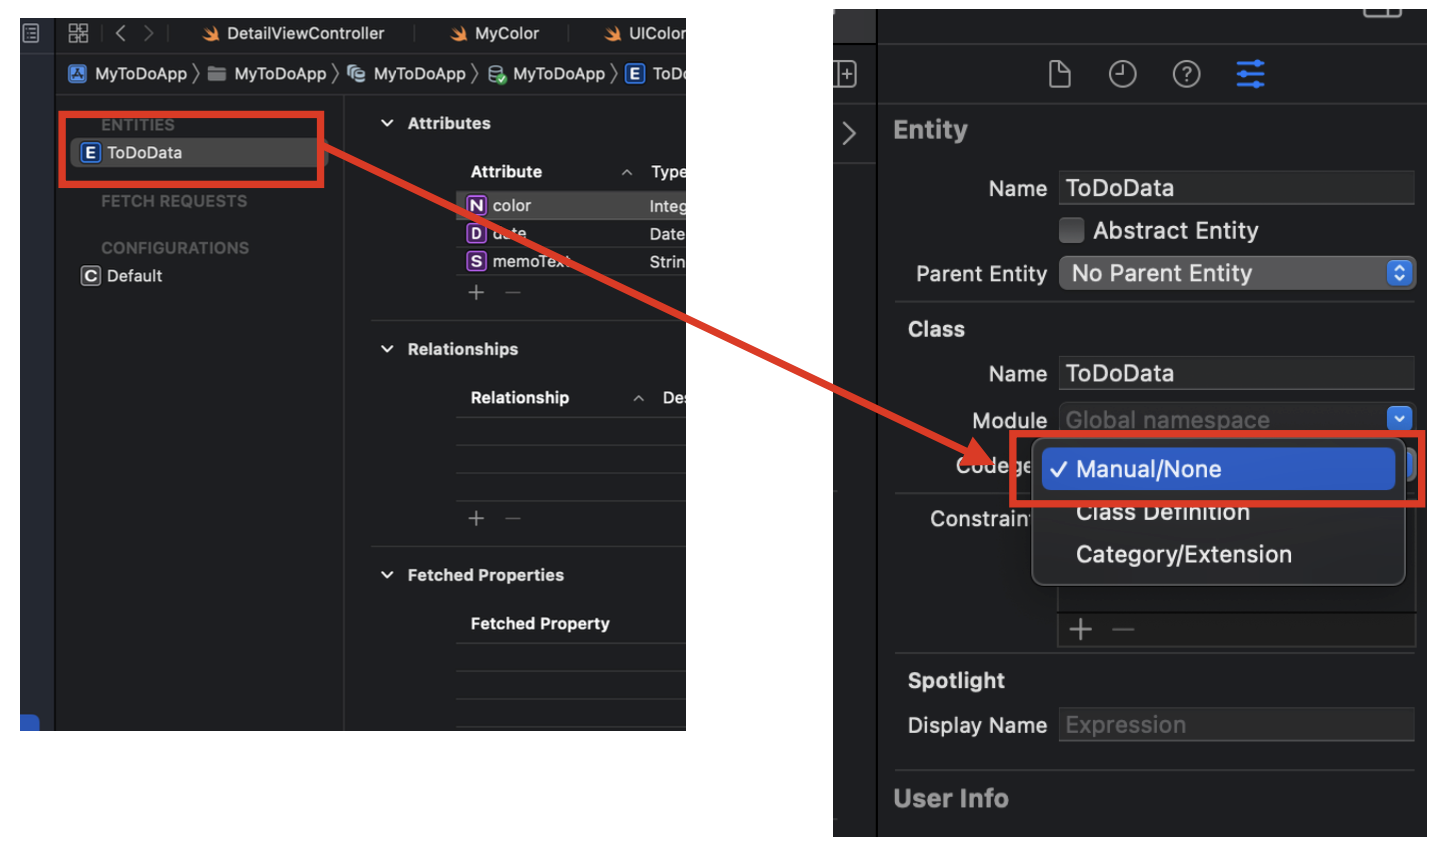 DetailViewController MyColor UIColor
MyToDoApp MyToDoApp MyToDoApp MyToDoApp E ToDo
ENTITIES
E ToDoData
FETCH REQUESTS
CONFIGURATIONS
C Default
Attributes
Attribute Type
N color Integ
D date Date
S memoText Strin
+ −
Relationships
Relationship Des
+ −
Fetched Properties
Fetched Property
Entity
Name ToDoData
Abstract Entity
Parent Entity No Parent Entity
Class
Name ToDoData
Module Global namespace
Codege ✓ Manual/None
Class Definition
Category/Extension
Constrain
+ −
Spotlight
Display Name Expression
User Info